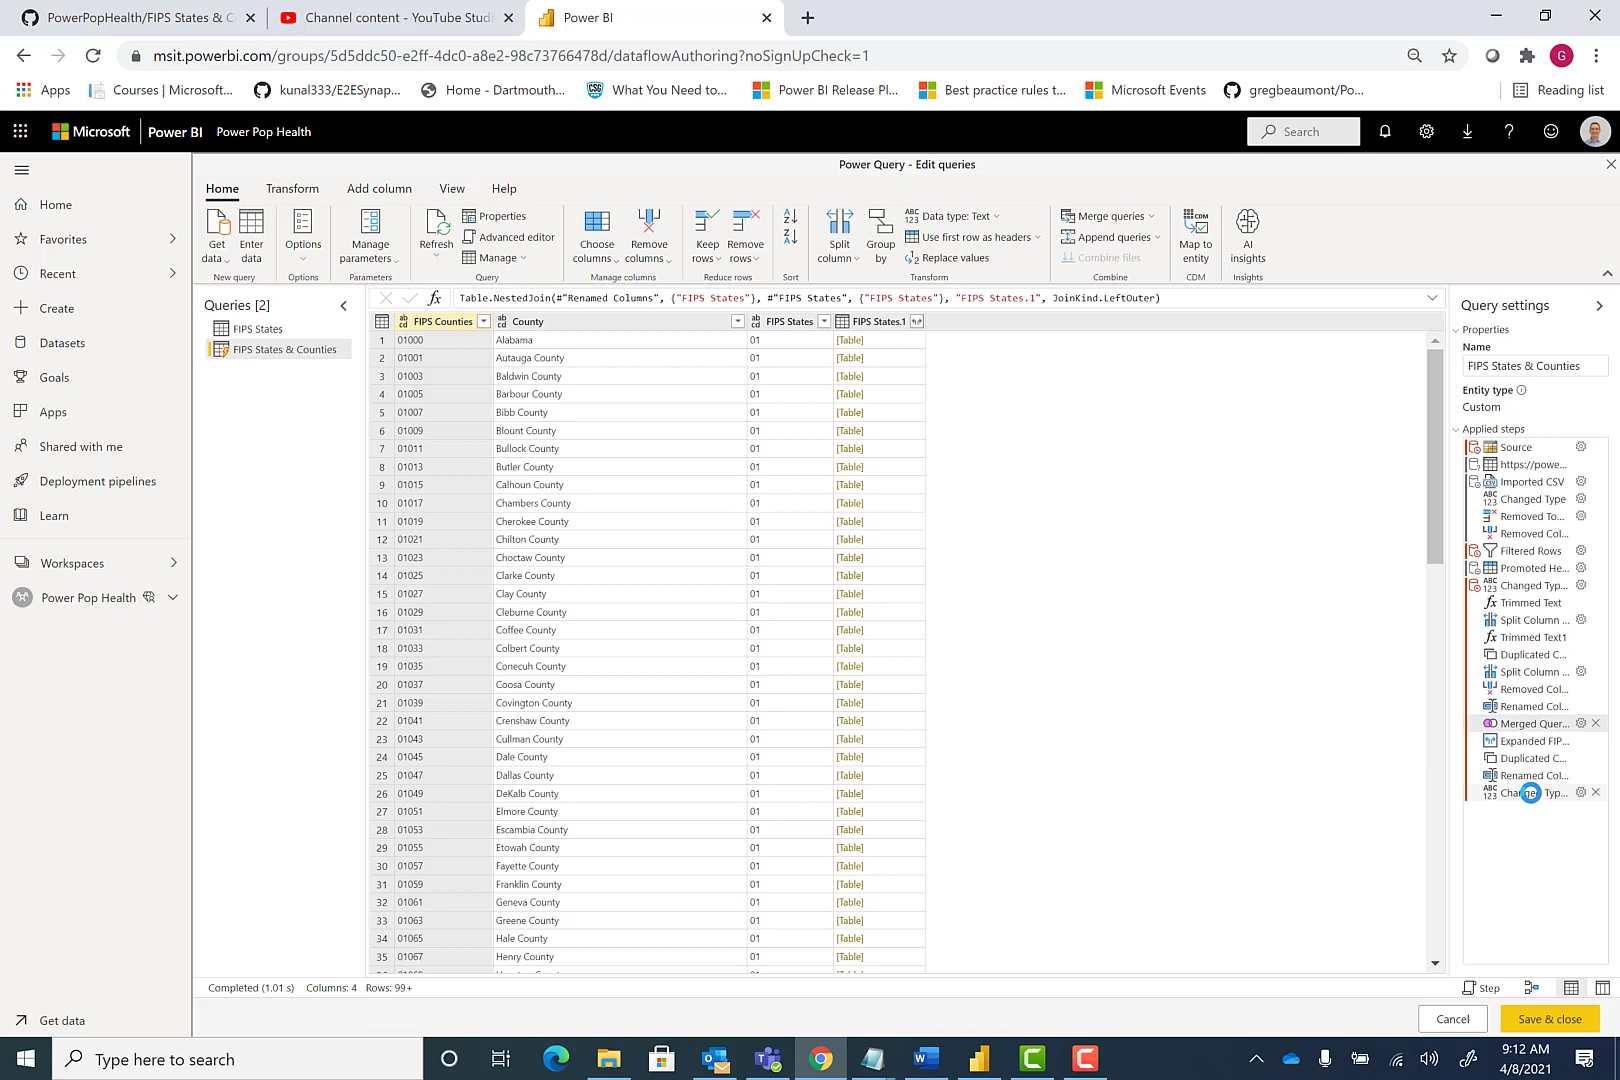 PowerPopHealth/FIPS States & C
Channel content - YouTube Studi
Power BI
msit.powerbi.com/groups/5d5ddc50-e2ff-4dc0-a8e2-98c73766478d/dataflowAuthoring?noSignUpCheck=1
G
Apps
Courses | Microsoft...
kunal333/E2ESynap...
Home - Dartmouth...
What You Need to...
Power BI Release Pl...
Best practice rules t...
Microsoft Events
gregbeaumont/Po...
Reading list
Microsoft
Power BI
Power Pop Health
Search
Power Query - Edit queries
Home
Transform
Add column
View
Help
Get data
Enter data
New query
Options
Options
Manage parameters
Parameters
Refresh
Properties
Advanced editor
Manage
Query
Choose columns
Remove columns
Manage columns
Keep rows
Remove rows
Reduce rows
Sort
Split column
Group by
Data type: Text
Use first row as headers
Replace values
Transform
Merge queries
Append queries
Combine files
Combine
Map to entity
CDM
AI insights
Insights
Home
Favorites
Recent
Create
Datasets
Goals
Apps
Shared with me
Deployment pipelines
Learn
Workspaces
Power Pop Health
Get data
Queries [2]
FIPS States
FIPS States & Counties
Table.NestedJoin(#"Renamed Columns", {"FIPS States"}, #"FIPS States", {"FIPS States"}, "FIPS States.1", JoinKind.LeftOuter)
FIPS Counties County FIPS States FIPS States.1
1 01000 Alabama 01 [Table]
2 01001 Autauga County 01 [Table]
3 01003 Baldwin County 01 [Table]
4 01005 Barbour County 01 [Table]
5 01007 Bibb County 01 [Table]
6 01009 Blount County 01 [Table]
7 01011 Bullock County 01 [Table]
8 01013 Butler County 01 [Table]
9 01015 Calhoun County 01 [Table]
10 01017 Chambers County 01 [Table]
11 01019 Cherokee County 01 [Table]
12 01021 Chilton County 01 [Table]
13 01023 Choctaw County 01 [Table]
14 01025 Clarke County 01 [Table]
15 01027 Clay County 01 [Table]
16 01029 Cleburne County 01 [Table]
17 01031 Coffee County 01 [Table]
18 01033 Colbert County 01 [Table]
19 01035 Conecuh County 01 [Table]
20 01037 Coosa County 01 [Table]
21 01039 Covington County 01 [Table]
22 01041 Crenshaw County 01 [Table]
23 01043 Cullman County 01 [Table]
24 01045 Dale County 01 [Table]
25 01047 Dallas County 01 [Table]
26 01049 DeKalb County 01 [Table]
27 01051 Elmore County 01 [Table]
28 01053 Escambia County 01 [Table]
29 01055 Etowah County 01 [Table]
30 01057 Fayette County 01 [Table]
31 01059 Franklin County 01 [Table]
32 01061 Geneva County 01 [Table]
33 01063 Greene County 01 [Table]
34 01065 Hale County 01 [Table]
35 01067 Henry County 01 [Table]
Completed (1.01 s) Columns: 4 Rows: 99+
Query settings
Properties
Name
FIPS States & Counties
Entity type
Custom
Applied steps
Source
https://powe...
Imported CSV
Changed Type
Removed To...
Removed Col...
Filtered Rows
Promoted He...
Changed Typ...
Trimmed Text
Split Column ...
Trimmed Text1
Duplicated C...
Split Column ...
Removed Col...
Renamed Col...
Merged Quer...
Expanded FIP...
Duplicated C...
Renamed Col...
Changed Typ...
Step
Cancel
Save & close
Type here to search
9:12 AM
4/8/2021